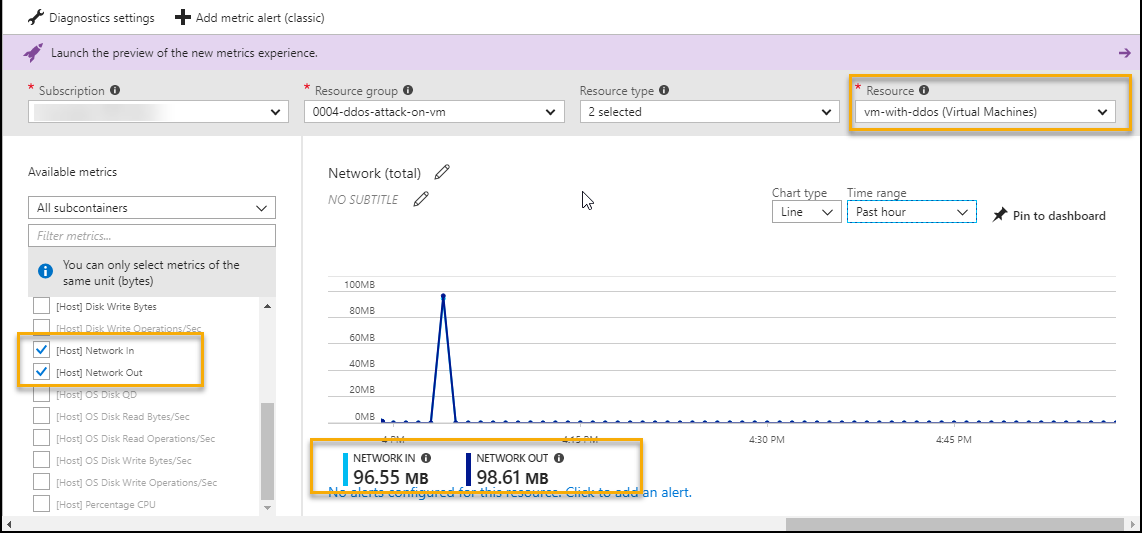 Diagnostics settings
Add metric alert (classic)
Launch the preview of the new metrics experience.
* Subscription
* Resource group
Resource type
* Resource
0004-ddos-attack-on-vm
2 selected
vm-with-ddos (Virtual Machines)
Available metrics
All subcontainers
Filter metrics...
You can only select metrics of the
same unit (bytes)
[Host] Disk Write Bytes
[Host] Disk Write Operations/Sec
[Host] Network In
[Host] Network Out
[Host] OS Disk QD
[Host] OS Disk Read Bytes/Sec
[Host] OS Disk Read Operations/Sec
[Host] OS Disk Write Bytes/Sec
[Host] OS Disk Write Operations/Sec
[Host] Percentage CPU
Network (total)
NO SUBTITLE
Chart type
Line
Time range
Past hour
Pin to dashboard
100MB
80MB
60MB
40MB
20MB
0MB
4 PM
4:15 PM
4:30 PM
4:45 PM
NETWORK IN
96.55 MB
NETWORK OUT
98.61 MB
No alerts configured for this resource. Click to add an alert.